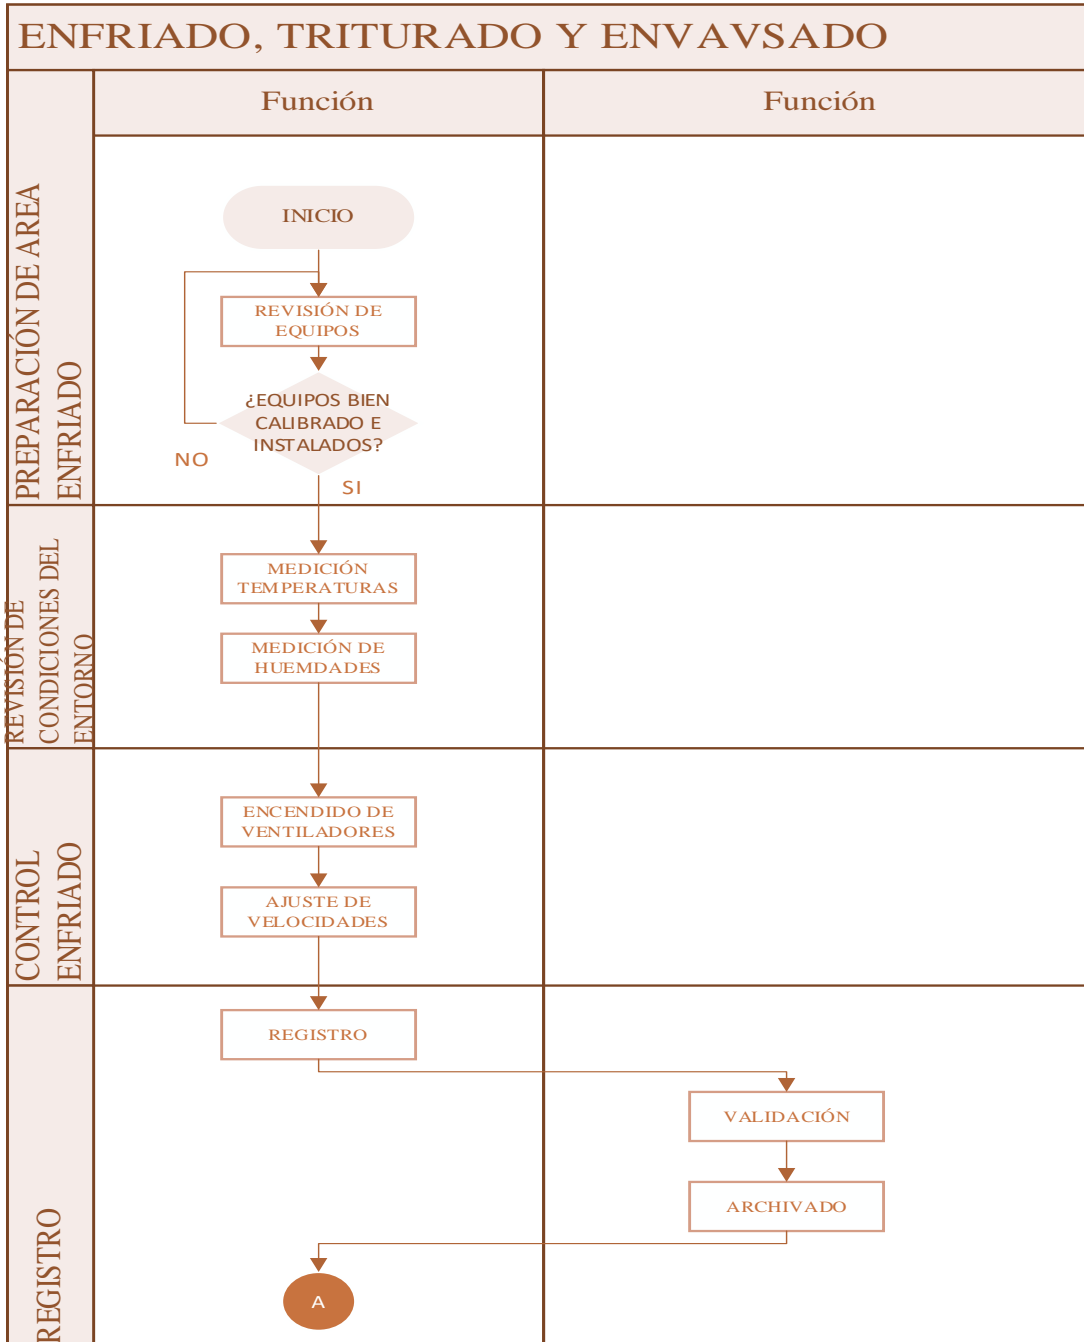 ENFRIADO, TRITURADO Y ENVAVSADO
Función
Función
PREPARACIÓN DE AREA
ENFRIADO
INICIO
REVISIÓN DE
EQUIPOS
¿EQUIPOS BIEN
CALIBRADO E
INSTALADOS?
NO
SI
REVISIÓN DE
CONDICIONES DEL
ENTORNO
MEDICIÓN
TEMPERATURAS
MEDICIÓN DE
HUEMDADES
CONTROL
ENFRIADO
ENCENDIDO DE
VENTILADORES
AJUSTE DE
VELOCIDADES
REGISTRO
REGISTRO
VALIDACIÓN
ARCHIVADO
A